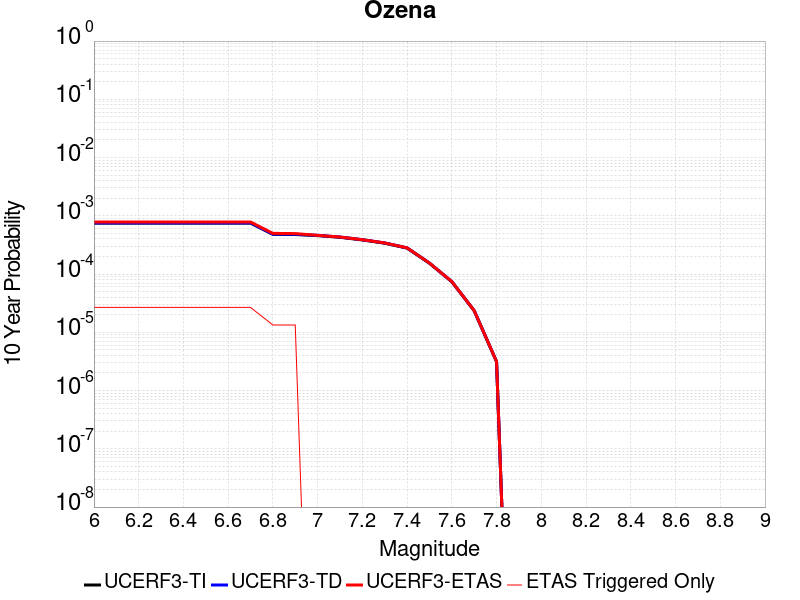 Ozena
10 Year Probability
10^0
10^-1
10^-2
10^-3
10^-4
10^-5
10^-6
10^-7
10^-8
6 6.2 6.4 6.6 6.8 7 7.2 7.4 7.6 7.8 8 8.2 8.4 8.6 8.8 9
Magnitude
UCERF3-TI UCERF3-TD UCERF3-ETAS ETAS Triggered Only